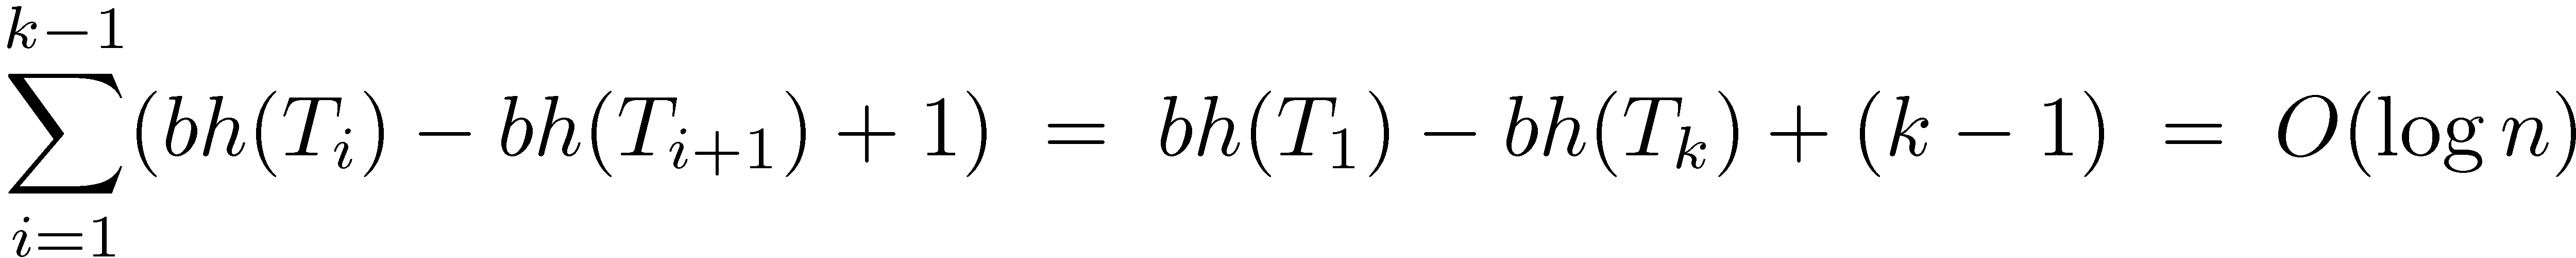 \sum_{i=1}^{k-1}(bh(T_i) - bh(T_{i+1}) + 1) = bh(T_1) - bh(T_k) + (k - 1) = O(\log n)